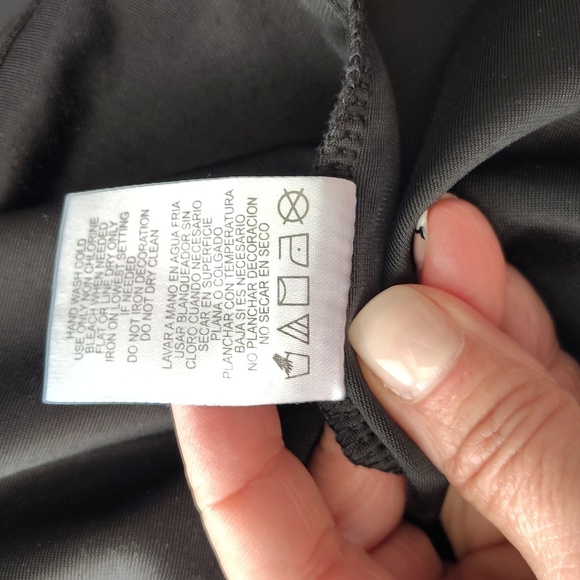 HAND WASH COLD
USE ONLY NON CHLORINE
BLEACH WHEN NEEDED
FLAT OR LINE DRY ONLY
IRON ON LOWEST SETTING
IF NEEDED
DO NOT IRON DECORATION
DO NOT DRY CLEAN
LAVAR A MANO EN AGUA FRIA
USAR BLANQUEADOR SIN
CLORO CUANDO NECESARIO
SECAR EN SUPERFICIE
PLANA O COLGADO
PLANCHAR CON TEMPERATURA
BAJA SI ES NECESARIO
NO PLANCHAR DECORACION
NO SECAR EN SECO